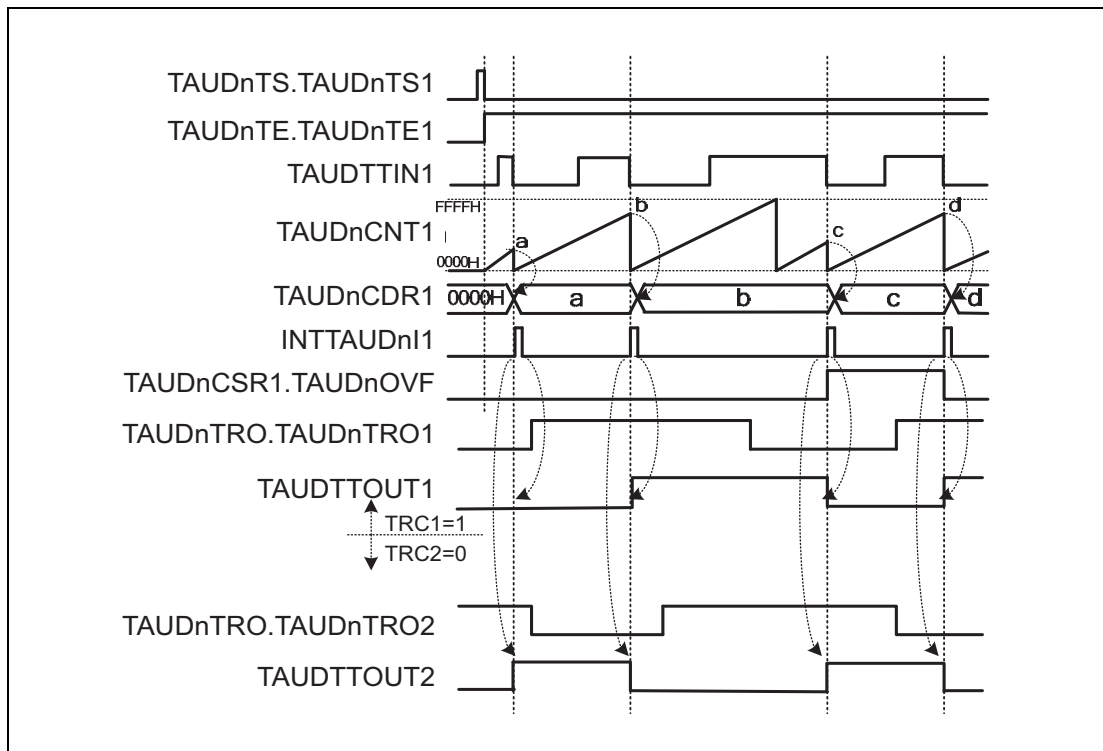 TAUDnTS.TAUDnTS1
TAUDnTE.TAUDnTE1
TAUDTTIN1
FFFFH
TAUDnCNT1
0000H
a
b
c
d
TAUDnCDR1
0000H
a
b
c
d
INTTAUDnI1
TAUDnCSR1.TAUDnOVF
TAUDnTRO.TAUDnTRO1
TAUDTTOUT1
TRC1=1
TRC2=0
TAUDnTRO.TAUDnTRO2
TAUDTTOUT2